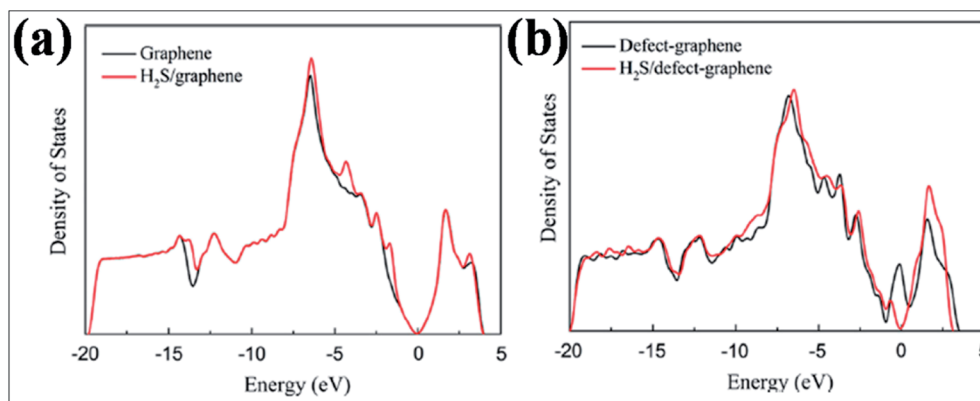 (a)
Graphene
H₂S/graphene
Density of States
-20 -15 -10 -5 0 5
Energy (eV)
(b)
Defect-graphene
H₂S/defect-graphene
Density of States
-20 -15 -10 -5 0 5
Energy (eV)